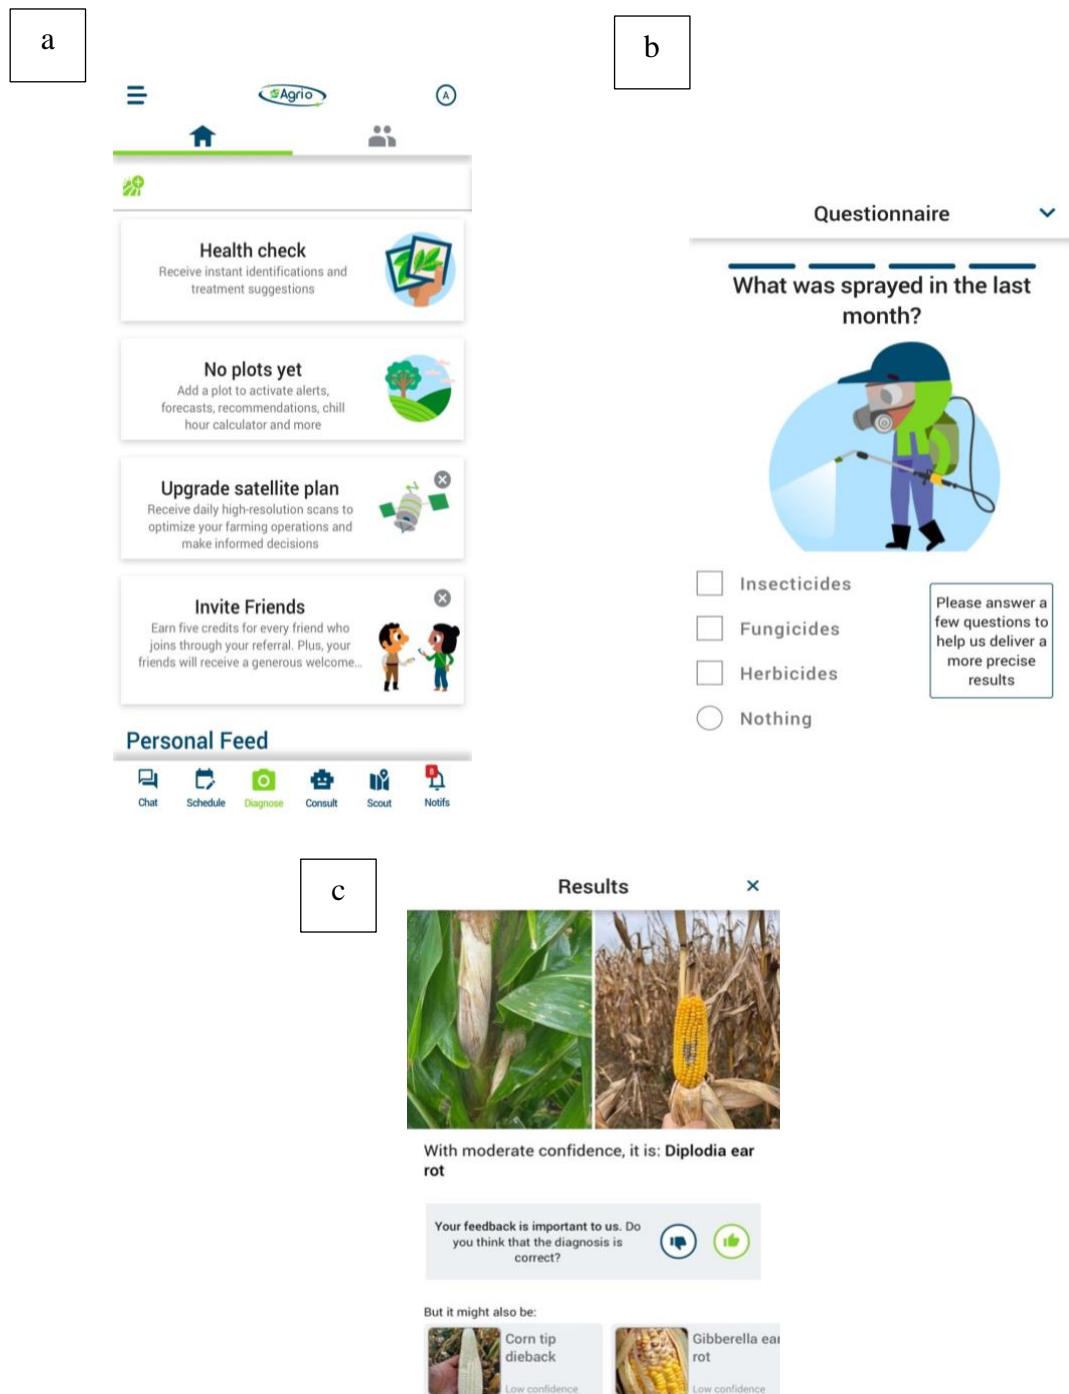 a
Agrio
A
Health check
Receive instant identifications and
treatment suggestions
No plots yet
Add a plot to activate alerts,
forecasts, recommendations, chill
hour calculator and more
Upgrade satellite plan
Receive daily high-resolution scans to
optimize your farming operations and
make informed decisions
Invite Friends
Earn five credits for every friend who
joins through your referral. Plus, your
friends will receive a generous welcome...
Personal Feed
8
Chat Schedule Diagnose Consult Scout Notifs
b
Questionnaire
What was sprayed in the last
month?
Insecticides
Fungicides
Herbicides
Nothing
Please answer a
few questions to
help us deliver a
more precise
results
c
Results
With moderate confidence, it is: Diplodia ear
rot
Your feedback is important to us. Do
you think that the diagnosis is
correct?
But it might also be:
Corn tip
dieback
Low confidence
Gibberella ear
rot
Low confidence